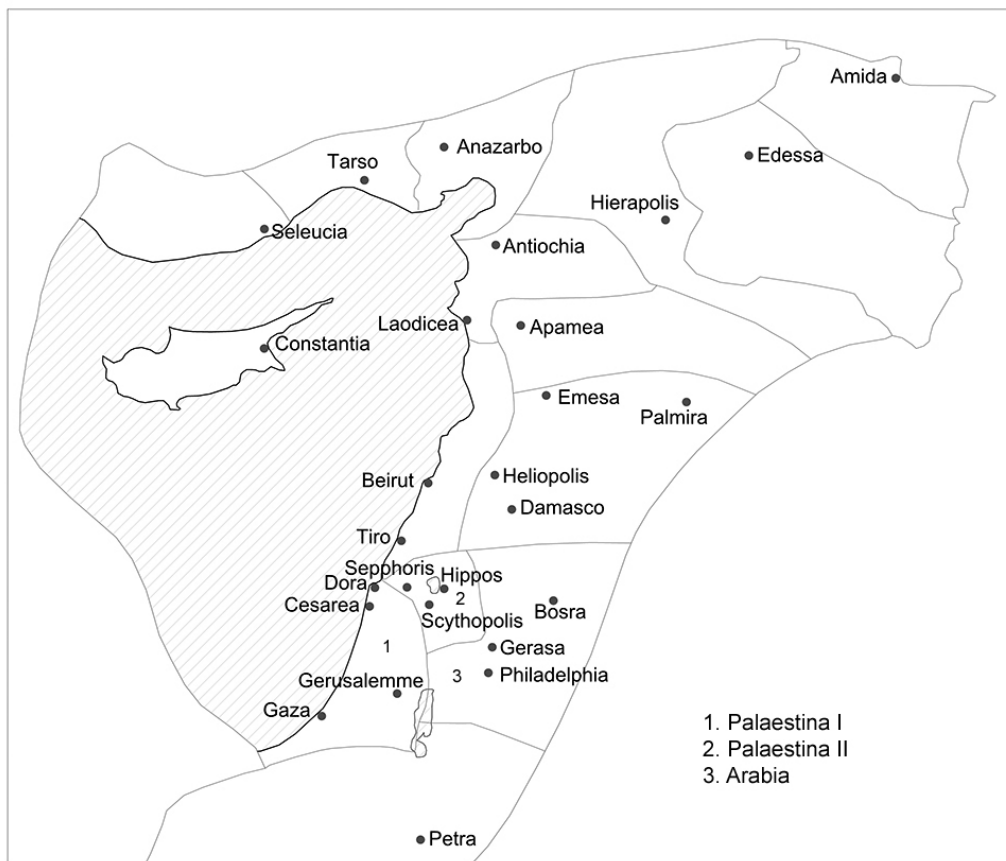 Amida
Anazarbo
Edessa
Tarso
Hierapolis
Seleucia
Antiochia
Laodicea
Apamea
Constantia
Emesa
Palmira
Heliopolis
Beirut
Damasco
Tiro
Sepphoris
Dora
Hippos
2
Cesarea
Bosra
Scythopolis
1
Gerasa
3
Philadelphia
Gerusalemme
Gaza
1. Palaestina I
2. Palaestina II
3. Arabia
Petra